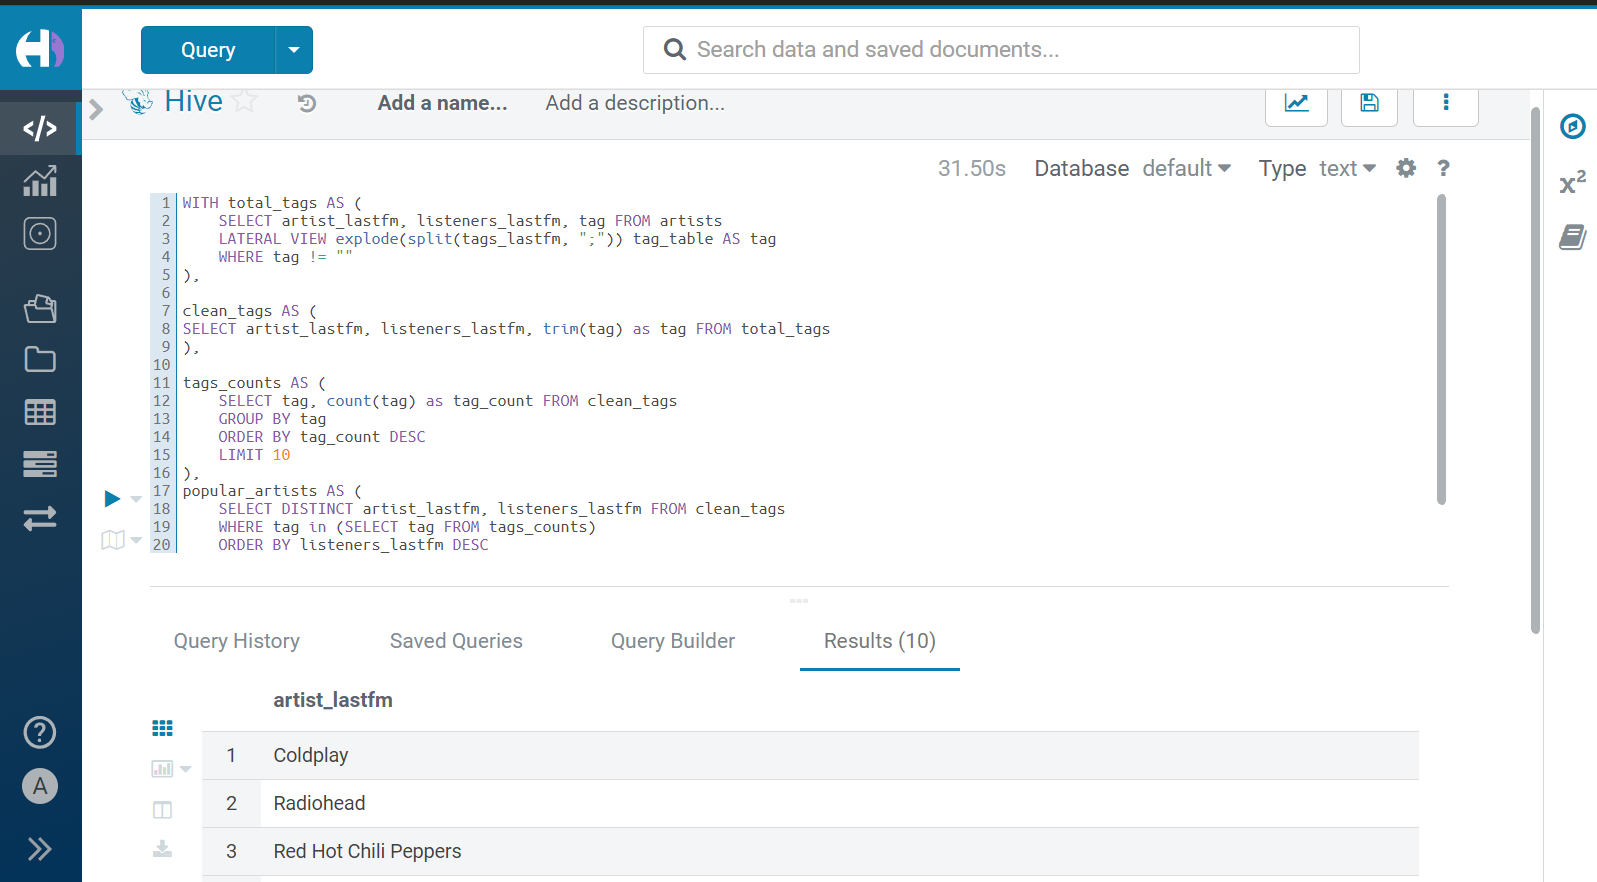 Query
Search data and saved documents...
Hive
Add a name...
Add a description...
31.50s Database default Type text ?
x²
1 WITH total_tags AS (
2 SELECT artist_lastfm, listeners_lastfm, tag FROM artists
3 LATERAL VIEW explode(split(tags_lastfm, ";")) tag_table AS tag
4 WHERE tag != ""
5 ),
6
7 clean_tags AS (
8 SELECT artist_lastfm, listeners_lastfm, trim(tag) as tag FROM total_tags
9 ),
10
11 tags_counts AS (
12 SELECT tag, count(tag) as tag_count FROM clean_tags
13 GROUP BY tag
14 ORDER BY tag_count DESC
15 LIMIT 10
16 ),
17 popular_artists AS (
18 SELECT DISTINCT artist_lastfm, listeners_lastfm FROM clean_tags
19 WHERE tag in (SELECT tag FROM tags_counts)
20 ORDER BY listeners_lastfm DESC
Query History Saved Queries Query Builder Results (10)
artist_lastfm
1 Coldplay
2 Radiohead
3 Red Hot Chili Peppers
?
A